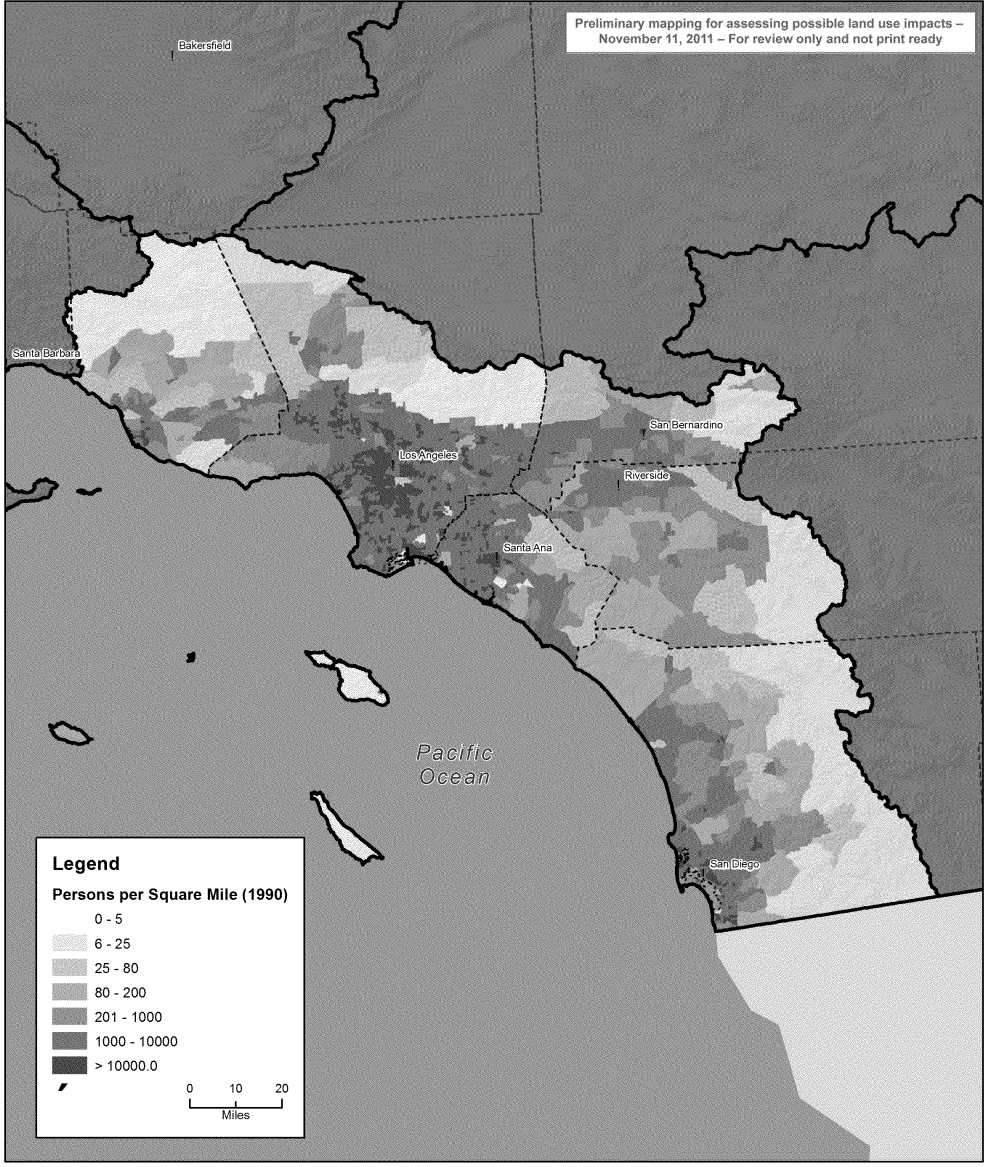 Preliminary mapping for assessing possible land use impacts –
November 11, 2011 – For review only and not print ready
Bakersfield
Santa Barbara
San Bernardino
Los Angeles
Riverside
Santa Ana
Pacific
Ocean
San Diego
Legend
Persons per Square Mile (1990)
0 - 5
6 - 25
25 - 80
80 - 200
201 - 1000
1000 - 10000
> 10000.0
0 10 20
Miles